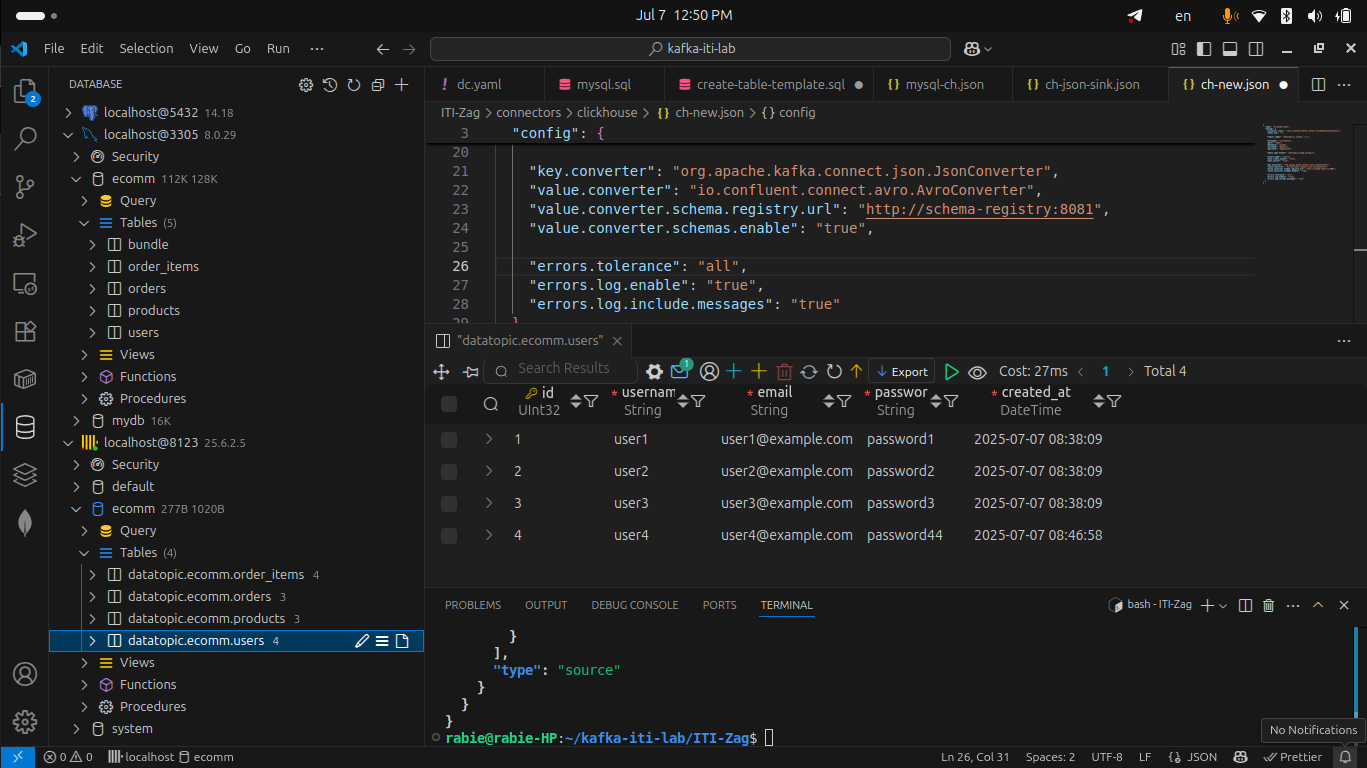 Jul 7 12:50 PM
en
File Edit Selection View Go Run ···
kafka-iti-lab
2
DATABASE
localhost@5432 14.18
localhost@3305 8.0.29
Security
ecomm 112K 128K
Query
Tables (5)
bundle
order_items
orders
products
users
Views
Functions
Procedures
mydb 16K
localhost@8123 25.6.2.5
Security
default
ecomm 277B 1020B
Query
Tables (4)
datatopic.ecomm.order_items 4
datatopic.ecomm.orders 3
datatopic.ecomm.products 3
datatopic.ecomm.users 4
Views
Functions
Procedures
system
! dc.yaml mysql.sql create-table-template.sql {} mysql-ch.json {} ch-json-sink.json {} ch-new.json
ITI-Zag > connectors > clickhouse > {} ch-new.json > {} config
3 "config": {
20
21 "key.converter": "org.apache.kafka.connect.json.JsonConverter",
22 "value.converter": "io.confluent.connect.avro.AvroConverter",
23 "value.converter.schema.registry.url": "http://schema-registry:8081",
24 "value.converter.schemas.enable": "true",
25
26 "errors.tolerance": "all",
27 "errors.log.enable": "true",
28 "errors.log.include.messages": "true"
29 }
"datatopic.ecomm.users"
Search Results 1 Export Cost: 27ms 1 Total 4
id * usernam * email * passwor * created_at
UInt32 String String String DateTime
1 user1 user1@example.com password1 2025-07-07 08:38:09
2 user2 user2@example.com password2 2025-07-07 08:38:09
3 user3 user3@example.com password3 2025-07-07 08:38:09
4 user4 user4@example.com password44 2025-07-07 08:46:58
PROBLEMS OUTPUT DEBUG CONSOLE PORTS TERMINAL bash - ITI-Zag
}
],
"type": "source"
}
}
}
rabie@rabie-HP:~/kafka-iti-lab/ITI-Zag$
No Notifications
0 0 localhost ecomm Ln 26, Col 31 Spaces: 2 UTF-8 LF {} JSON Prettier